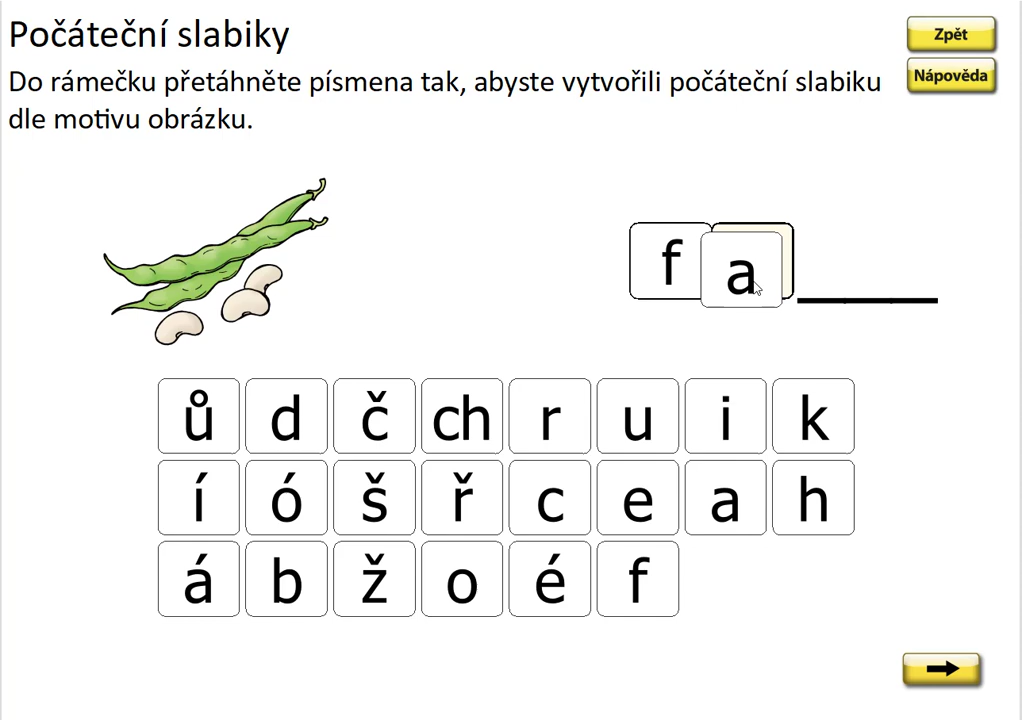 Počáteční slabiky
Zpět
Do rámečku přetáhněte písmena tak, abyste vytvořili počáteční slabiku
Nápověda
dle motivu obrázku.
f a
ů d č ch r u i k
í ó š ř c e a h
á b ž o é f